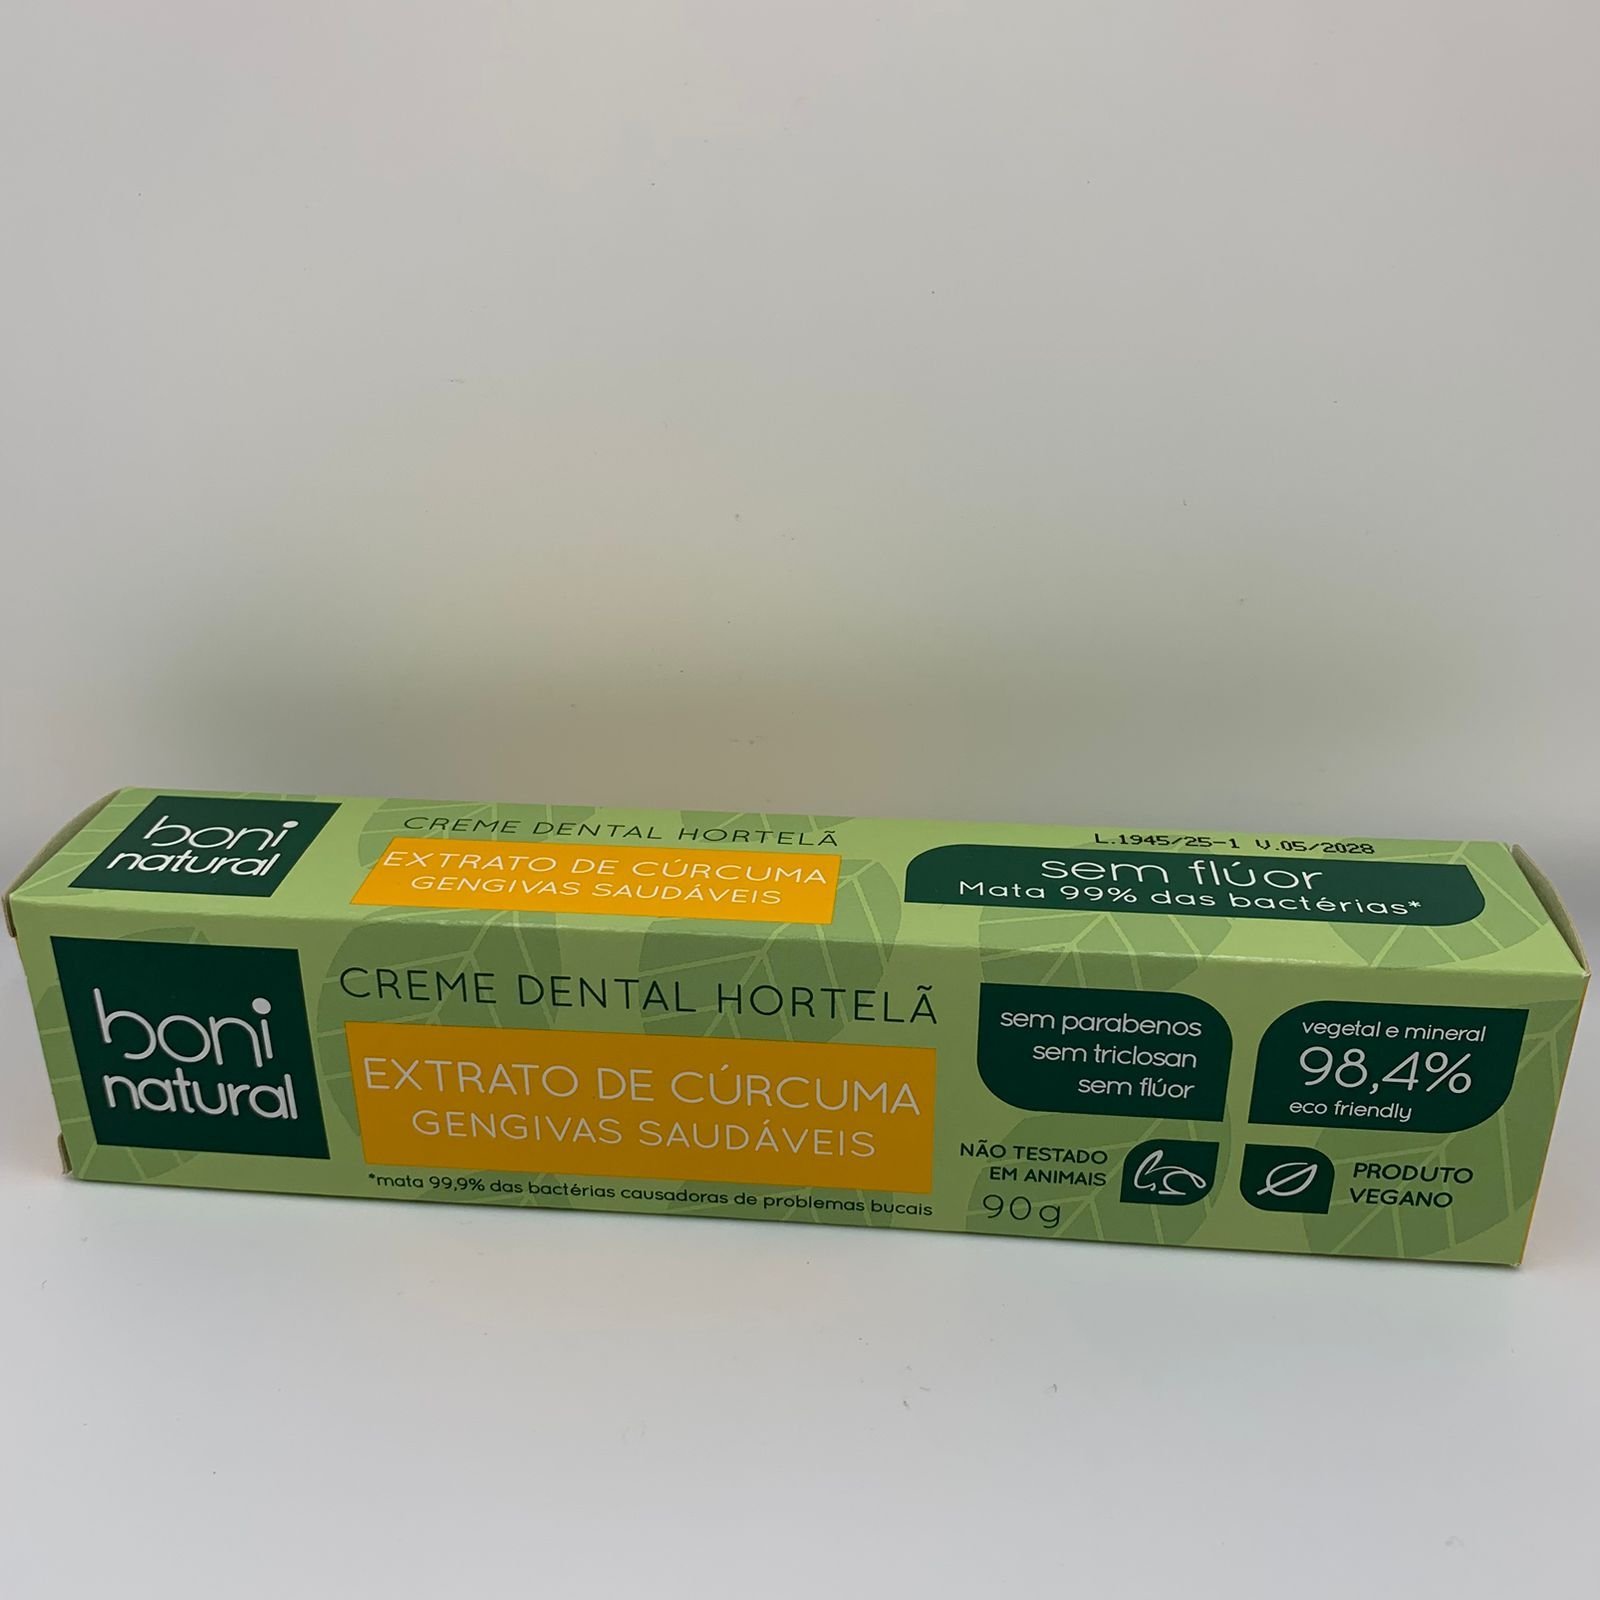 boni
natural
CREME DENTAL HORTELÃ
EXTRATO DE CÚRCUMA
GENGIVAS SAUDÁVEIS
L.1945/25-1 V.05/2028
sem flúor
Mata 99% das bactérias*
boni
natural
CREME DENTAL HORTELÃ
EXTRATO DE CÚRCUMA
GENGIVAS SAUDÁVEIS
*mata 99,9% das bactérias causadoras de problemas bucais
sem parabenos
sem triclosan
sem flúor
vegetal e mineral
98,4%
eco friendly
NÃO TESTADO
EM ANIMAIS
90g
PRODUTO
VEGANO